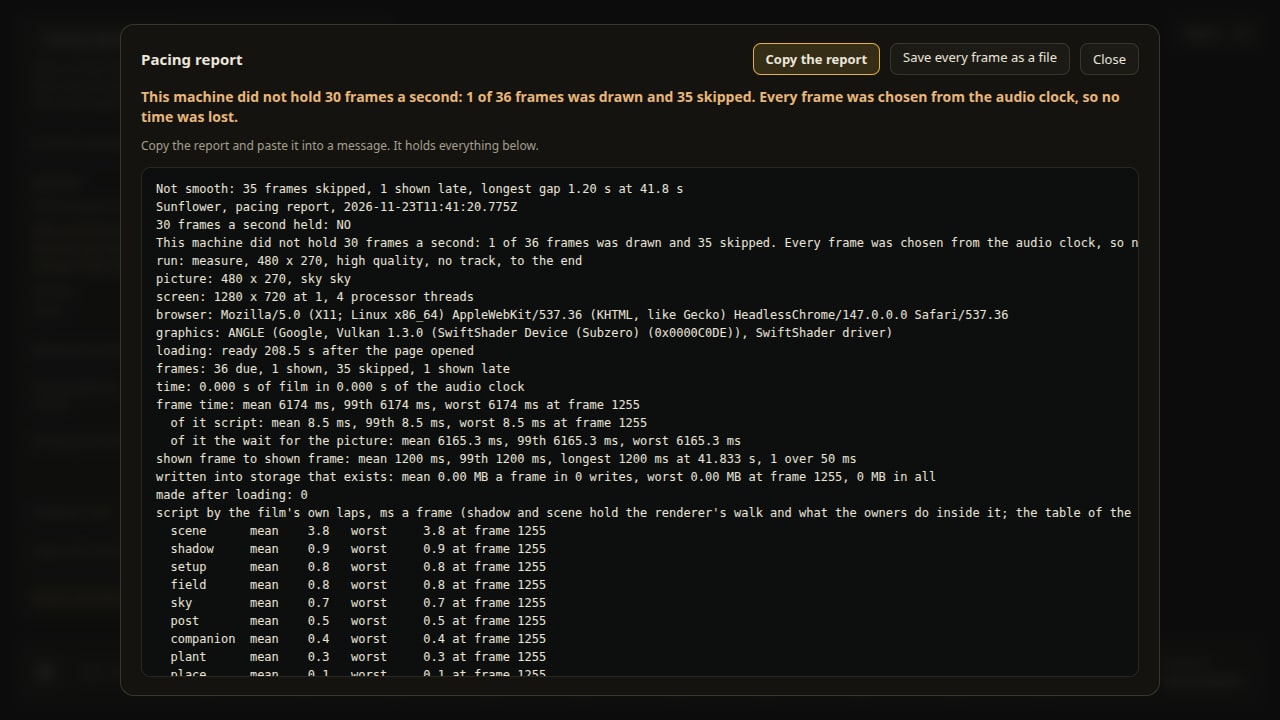 Pacing report
Copy the report
Save every frame as a file
Close
This machine did not hold 30 frames a second: 1 of 36 frames was drawn and 35 skipped. Every frame was chosen from the audio clock, so no
time was lost.
Copy the report and paste it into a message. It holds everything below.
Not smooth: 35 frames skipped, 1 shown late, longest gap 1.20 s at 41.8 s
Sunflower, pacing report, 2026-11-23T11:41:20.775Z
30 frames a second held: NO
This machine did not hold 30 frames a second: 1 of 36 frames was drawn and 35 skipped. Every frame was chosen from the audio clock, so n
run: measure, 480 x 270, high quality, no track, to the end
picture: 480 x 270, sky sky
screen: 1280 x 720 at 1, 4 processor threads
browser: Mozilla/5.0 (X11; Linux x86_64) AppleWebKit/537.36 (KHTML, like Gecko) HeadlessChrome/147.0.0.0 Safari/537.36
graphics: ANGLE (Google, Vulkan 1.3.0 (SwiftShader Device (Subzero) (0x0000C0DE)), SwiftShader driver)
loading: ready 208.5 s after the page opened
frames: 36 due, 1 shown, 35 skipped, 1 shown late
time: 0.000 s of film in 0.000 s of the audio clock
frame time: mean 6174 ms, 99th 6174 ms, worst 6174 ms at frame 1255
of it script: mean 8.5 ms, 99th 8.5 ms, worst 8.5 ms at frame 1255
of it the wait for the picture: mean 6165.3 ms, 99th 6165.3 ms, worst 6165.3 ms
shown frame to shown frame: mean 1200 ms, 99th 1200 ms, longest 1200 ms at 41.833 s, 1 over 50 ms
written into storage that exists: mean 0.00 MB a frame in 0 writes, worst 0.00 MB at frame 1255, 0 MB in all
made after loading: 0
script by the film's own laps, ms a frame (shadow and scene hold the renderer's walk and what the owners do inside it; the table of the
scene mean 3.8 worst 3.8 at frame 1255
shadow mean 0.9 worst 0.9 at frame 1255
setup mean 0.8 worst 0.8 at frame 1255
field mean 0.8 worst 0.8 at frame 1255
sky mean 0.7 worst 0.7 at frame 1255
post mean 0.5 worst 0.5 at frame 1255
companion mean 0.4 worst 0.4 at frame 1255
plant mean 0.3 worst 0.3 at frame 1255
place mean 0.1 worst 0.1 at frame 1255